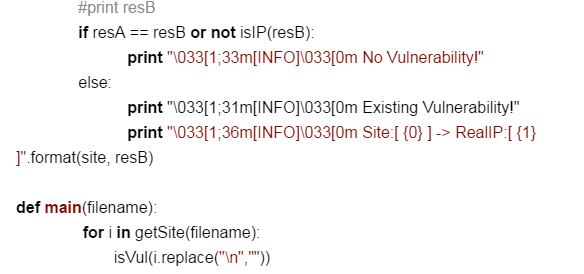 #print resB
if resA == resB or not isIP(resB):
print "\033[1;33m[INFO]\033[0m No Vulnerability!"
else:
print "\033[1;31m[INFO]\033[0m Existing Vulnerability!"
print "\033[1;36m[INFO]\033[0m Site:[ {0} ] -> RealIP:[ {1}
]".format(site, resB)
def main(filename):
for i in getSite(filename):
isVul(i.replace("\n",""))